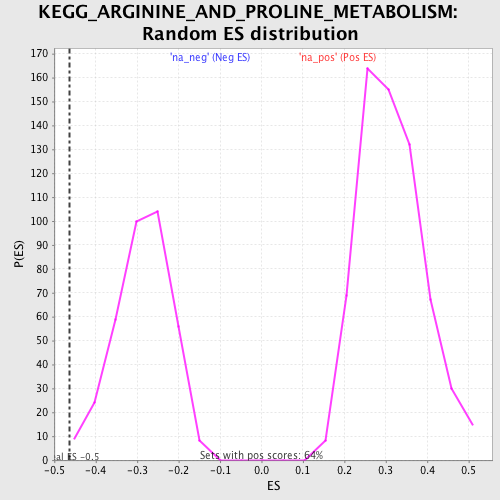 KEGG_ARGININE_AND_PROLINE_METABOLISM:
Random ES distribution
'na_neg' (Neg ES) 'na_pos' (Pos ES)
170
160
150
140
130
120
110
100
90
80
70
60
50
40
30
20
10
0
P(ES)
al ES -0.5 Sets with pos scores: 64%
-0.5 -0.4 -0.3 -0.2 -0.1 0.0 0.1 0.2 0.3 0.4 0.5
ES